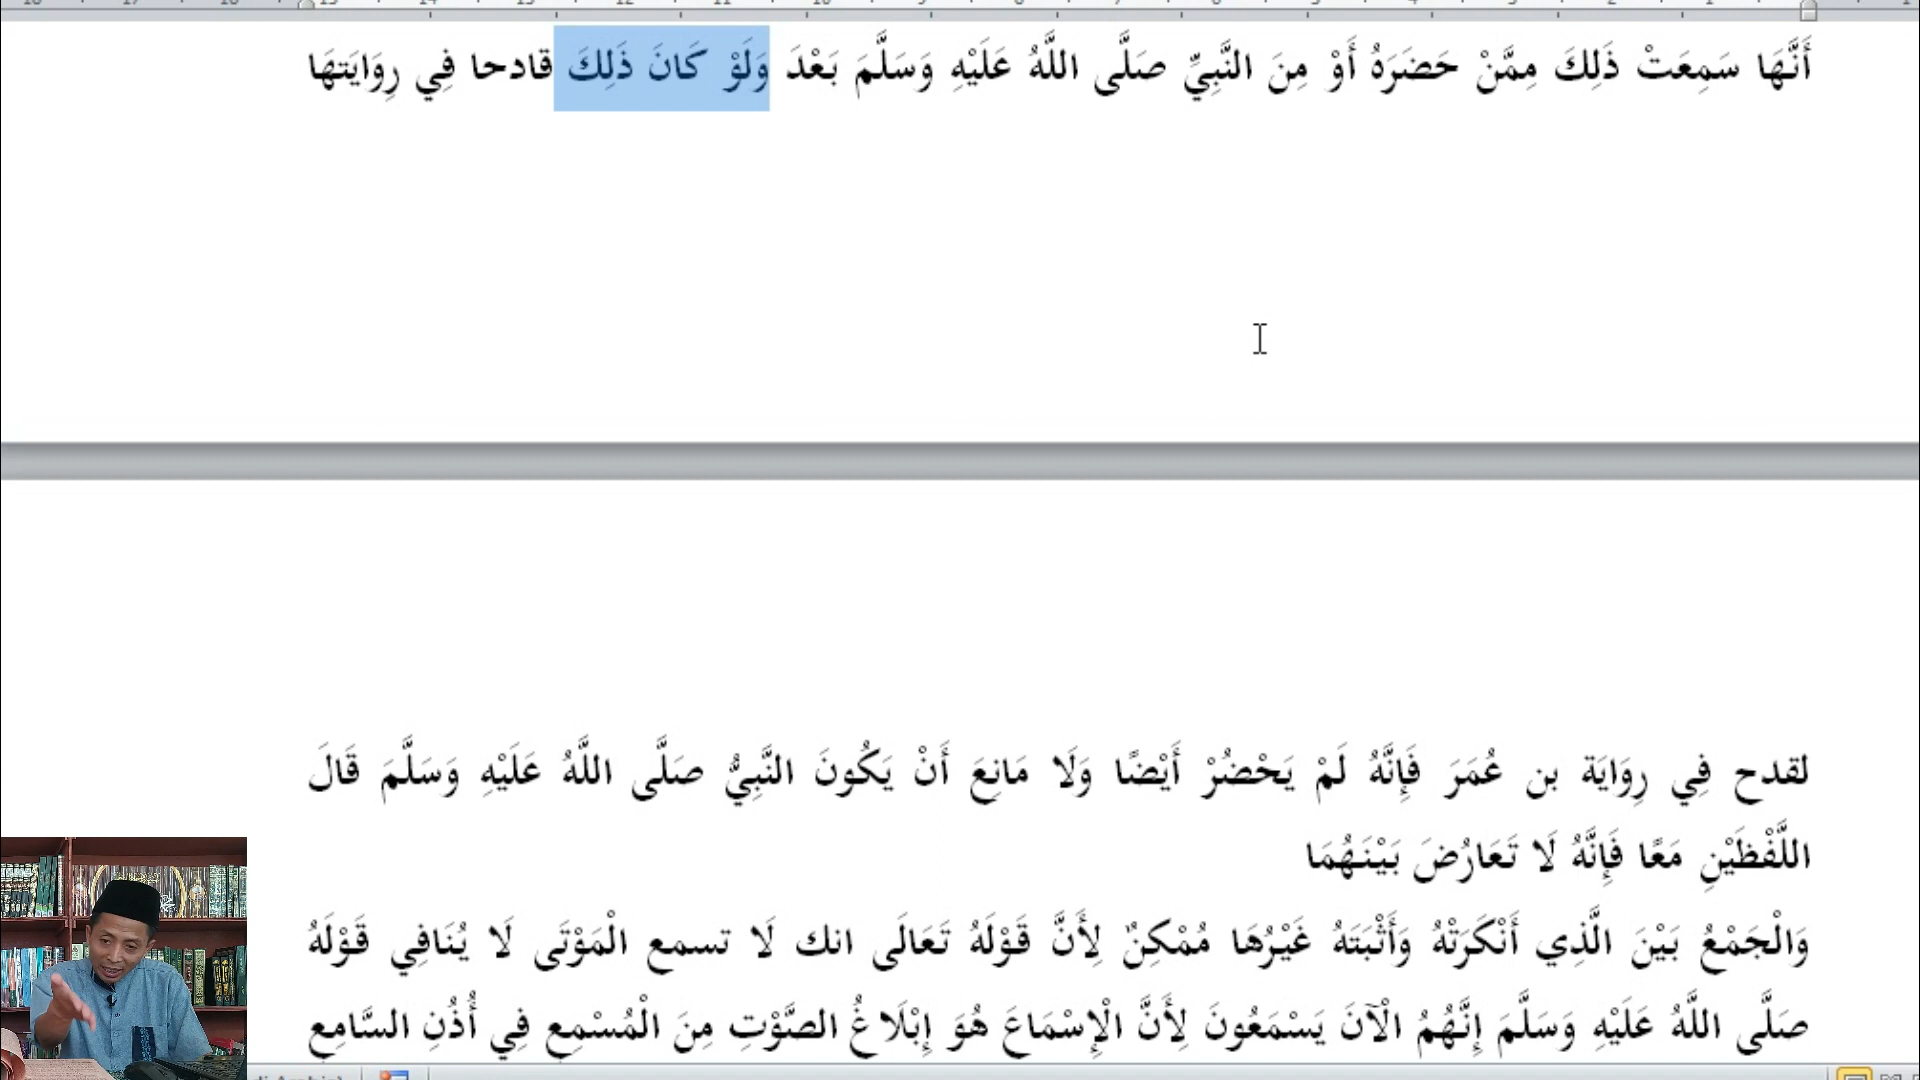 أَنَّهَا سَمِعَتْ ذَلِكَ مِمَّنْ حَضَرَهُ أَوْ مِنَ النَّبِيِّ صَلَّى اللَّهُ عَلَيْهِ وَسَلَّمَ بَعْدَ وَلَوْ كَانَ ذَلِكَ قادحا فِي رِوَايَتهَا
لقدح فِي رِوَايَة بن عُمَرَ فَإِنَّهُ لَمْ يَحْضُرْ أَيْضًا وَلَا مَانِعَ أَنْ يَكُونَ النَّبِيُّ صَلَّى اللَّهُ عَلَيْهِ وَسَلَّمَ قَالَ
اللَّفْظَيْنِ مَعًا فَإِنَّهُ لَا تَعَارُضَ بَيْنَهُمَا
وَالْجَمْعُ بَيْنَ الَّذِي أَنْكَرَتْهُ وَأَثْبَتَهُ غَيْرُهَا مُمْكِنٌ لِأَنَّ قَوْلَهُ تَعَالَى انك لَا تسمع الْمَوْتَى لَا يُنَافِي قَوْلَهُ
صَلَّى اللَّهُ عَلَيْهِ وَسَلَّمَ إِنَّهُمُ الْآنَ يَسْمَعُونَ لِأَنَّ الْإِسْمَاعَ هُوَ إِبْلَاغُ الصَّوْتِ مِنَ الْمُسْمِعِ فِي أُذُنِ السَّامِعِ